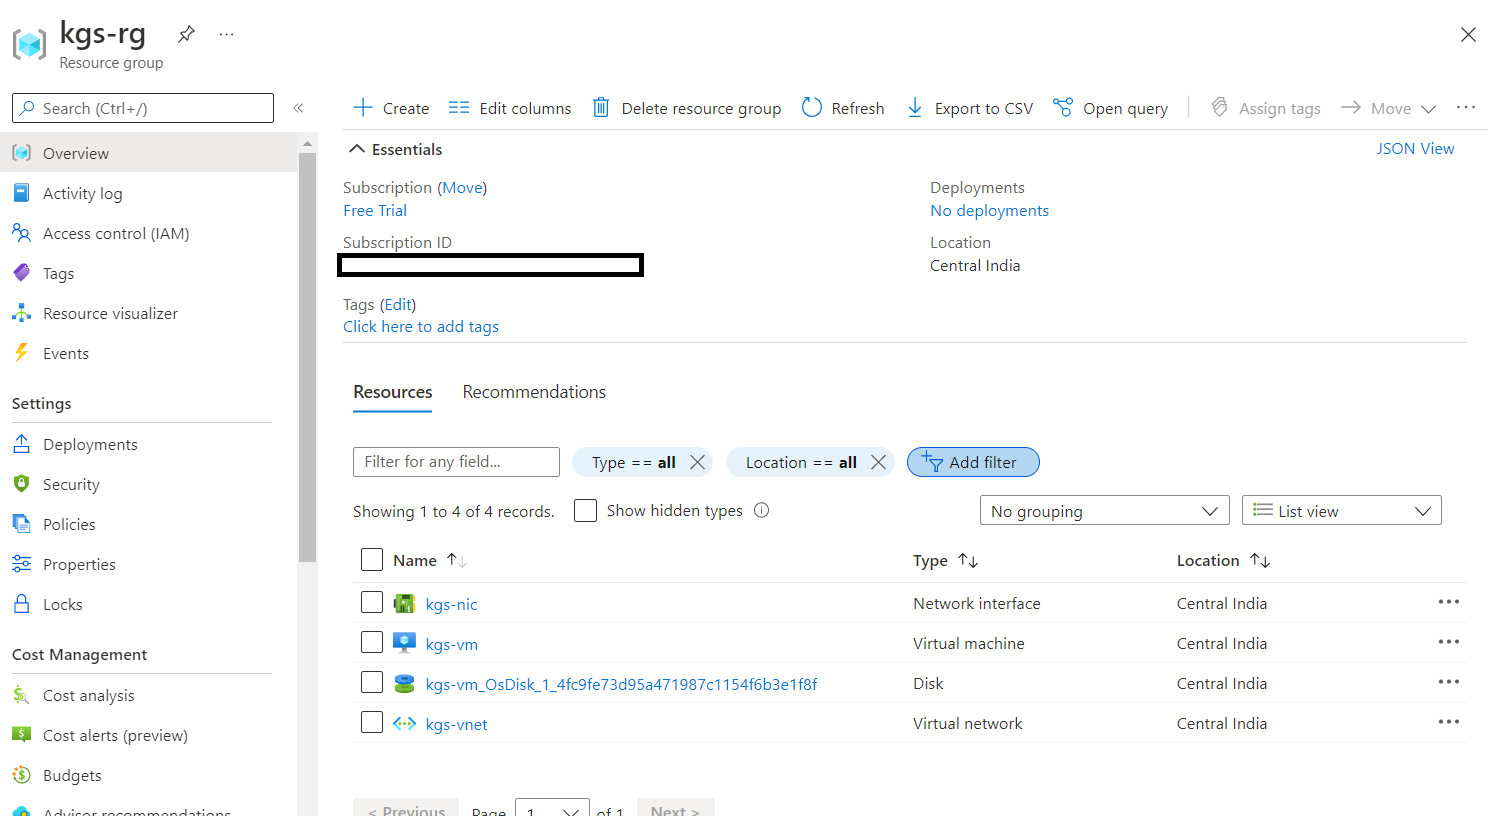 kgs-rg
Resource group
Search (Ctrl+/)
Overview
Activity log
Access control (IAM)
Tags
Resource visualizer
Events
Settings
Deployments
Security
Policies
Properties
Locks
Cost Management
Cost analysis
Cost alerts (preview)
Budgets
Advisor recommendations
Create
Edit columns
Delete resource group
Refresh
Export to CSV
Open query
Assign tags
Move
Essentials
JSON View
Subscription (Move)
Free Trial
Subscription ID
Tags (Edit)
Click here to add tags
Deployments
No deployments
Location
Central India
Resources
Recommendations
Filter for any field...
Type == all
Location == all
Add filter
Showing 1 to 4 of 4 records.
Show hidden types
No grouping
List view
Name Type Location
kgs-nic Network interface Central India
kgs-vm Virtual machine Central India
kgs-vm_OsDisk_1_4fc9fe73d95a471987c1154f6b3e1f8f Disk Central India
kgs-vnet Virtual network Central India
< Previous Page 1 of 1 Next >